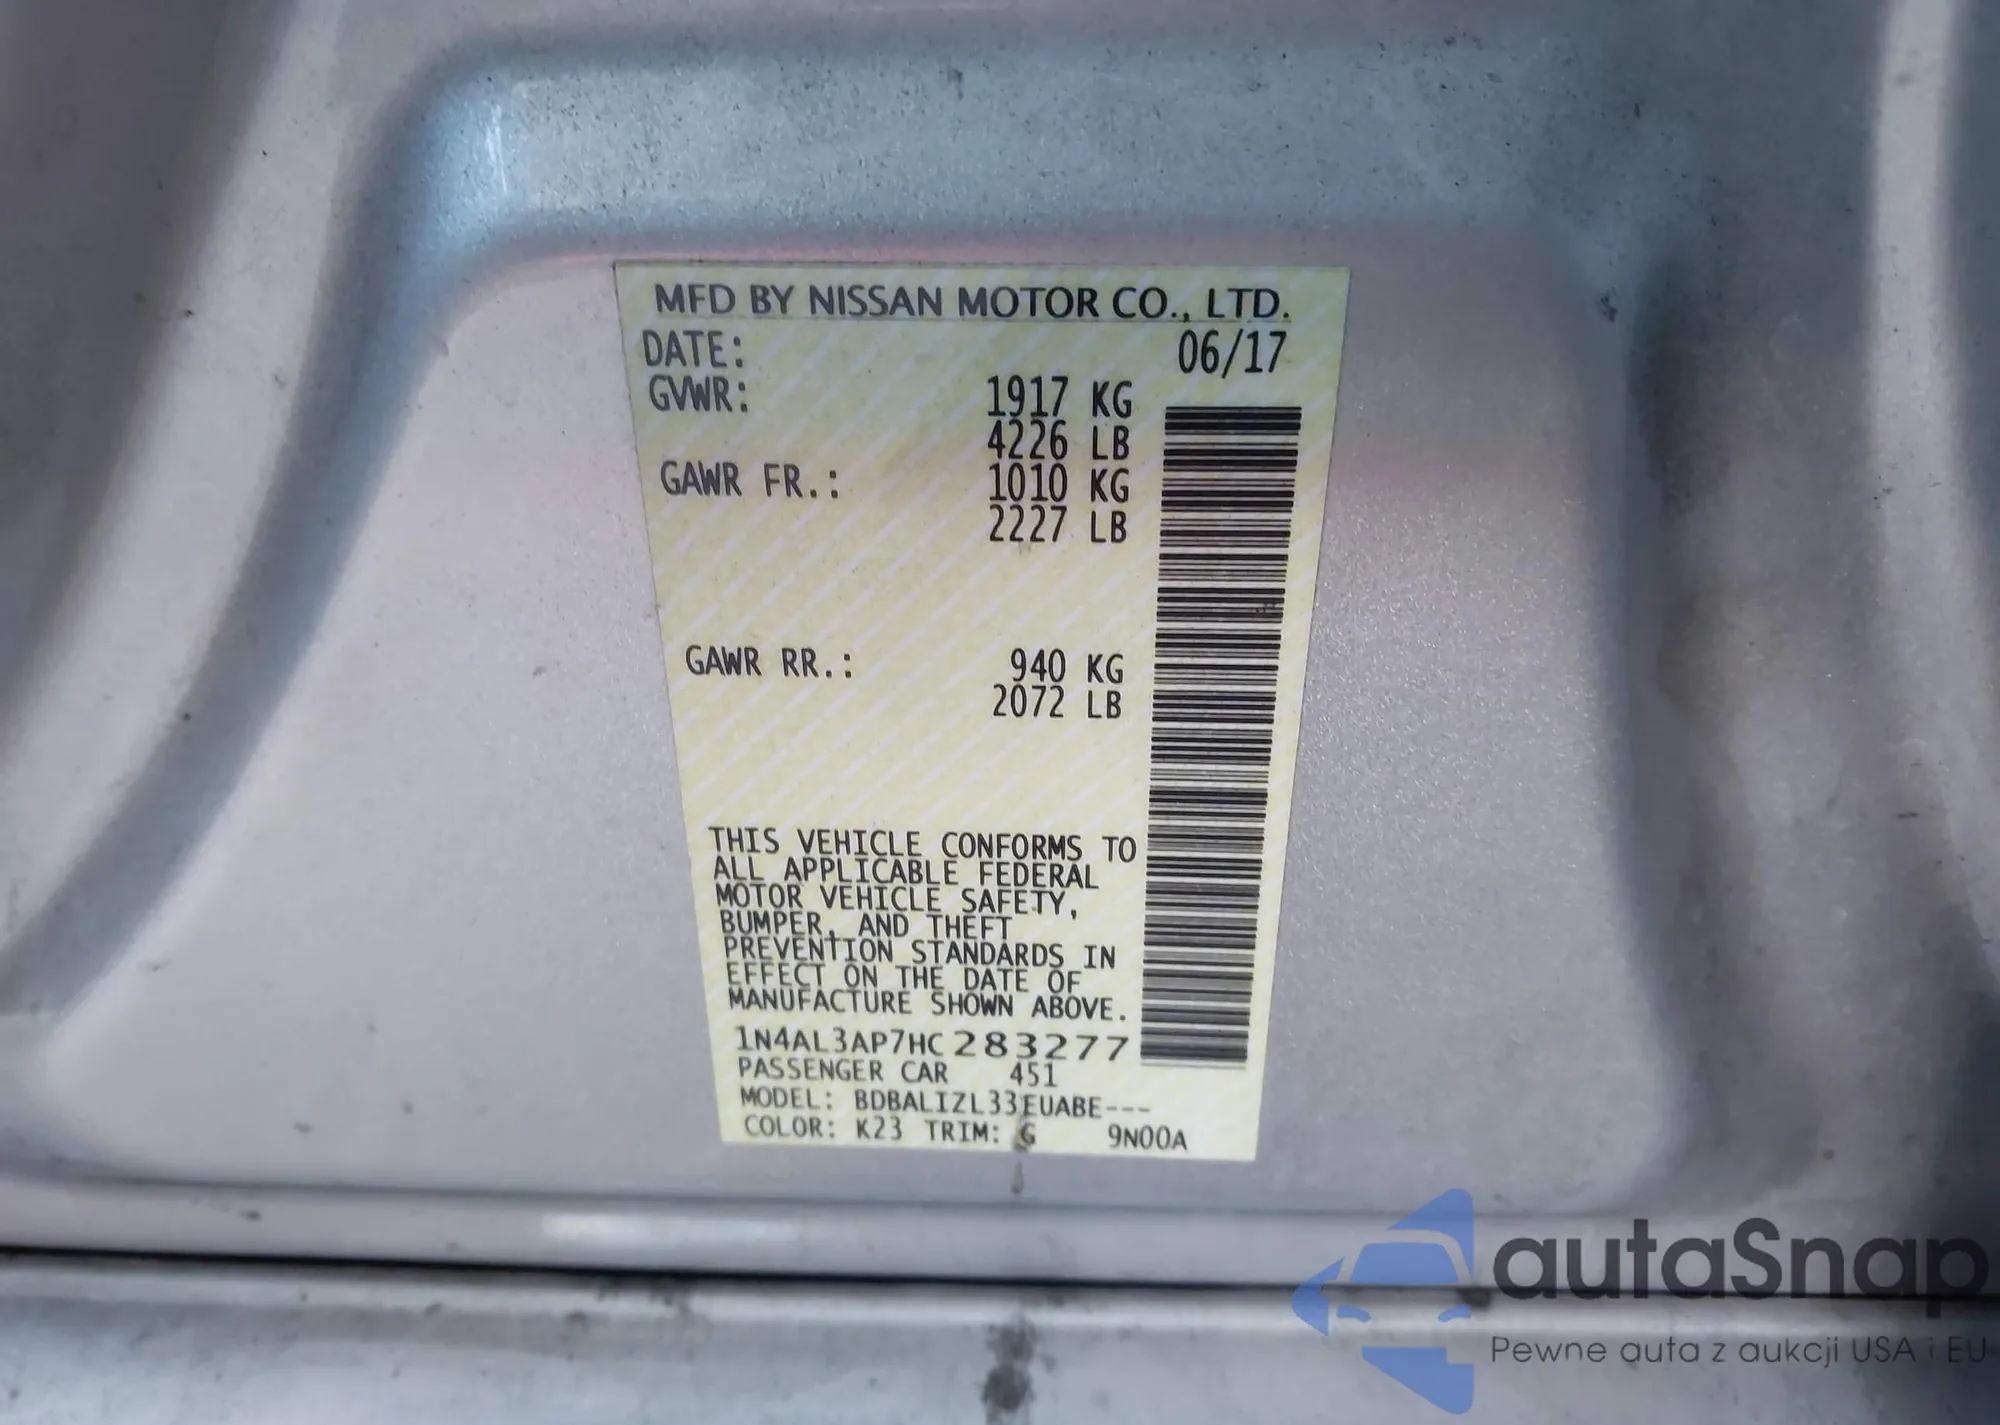 MFD BY NISSAN MOTOR CO., LTD.
DATE: 06/17
GVWR: 1917 KG
4226 LB
GAWR FR.: 1010 KG
2227 LB
GAWR RR.: 940 KG
2072 LB
THIS VEHICLE CONFORMS TO
ALL APPLICABLE FEDERAL
MOTOR VEHICLE SAFETY,
BUMPER, AND THEFT
PREVENTION STANDARDS IN
EFFECT ON THE DATE OF
MANUFACTURE SHOWN ABOVE.
1N4AL3AP7HC283277
PASSENGER CAR 451
MODEL: BDBALIZL33EUABE---
COLOR: K23 TRIM: G 9N00A
autaSnap
Pewne auta z aukcji USA i EU